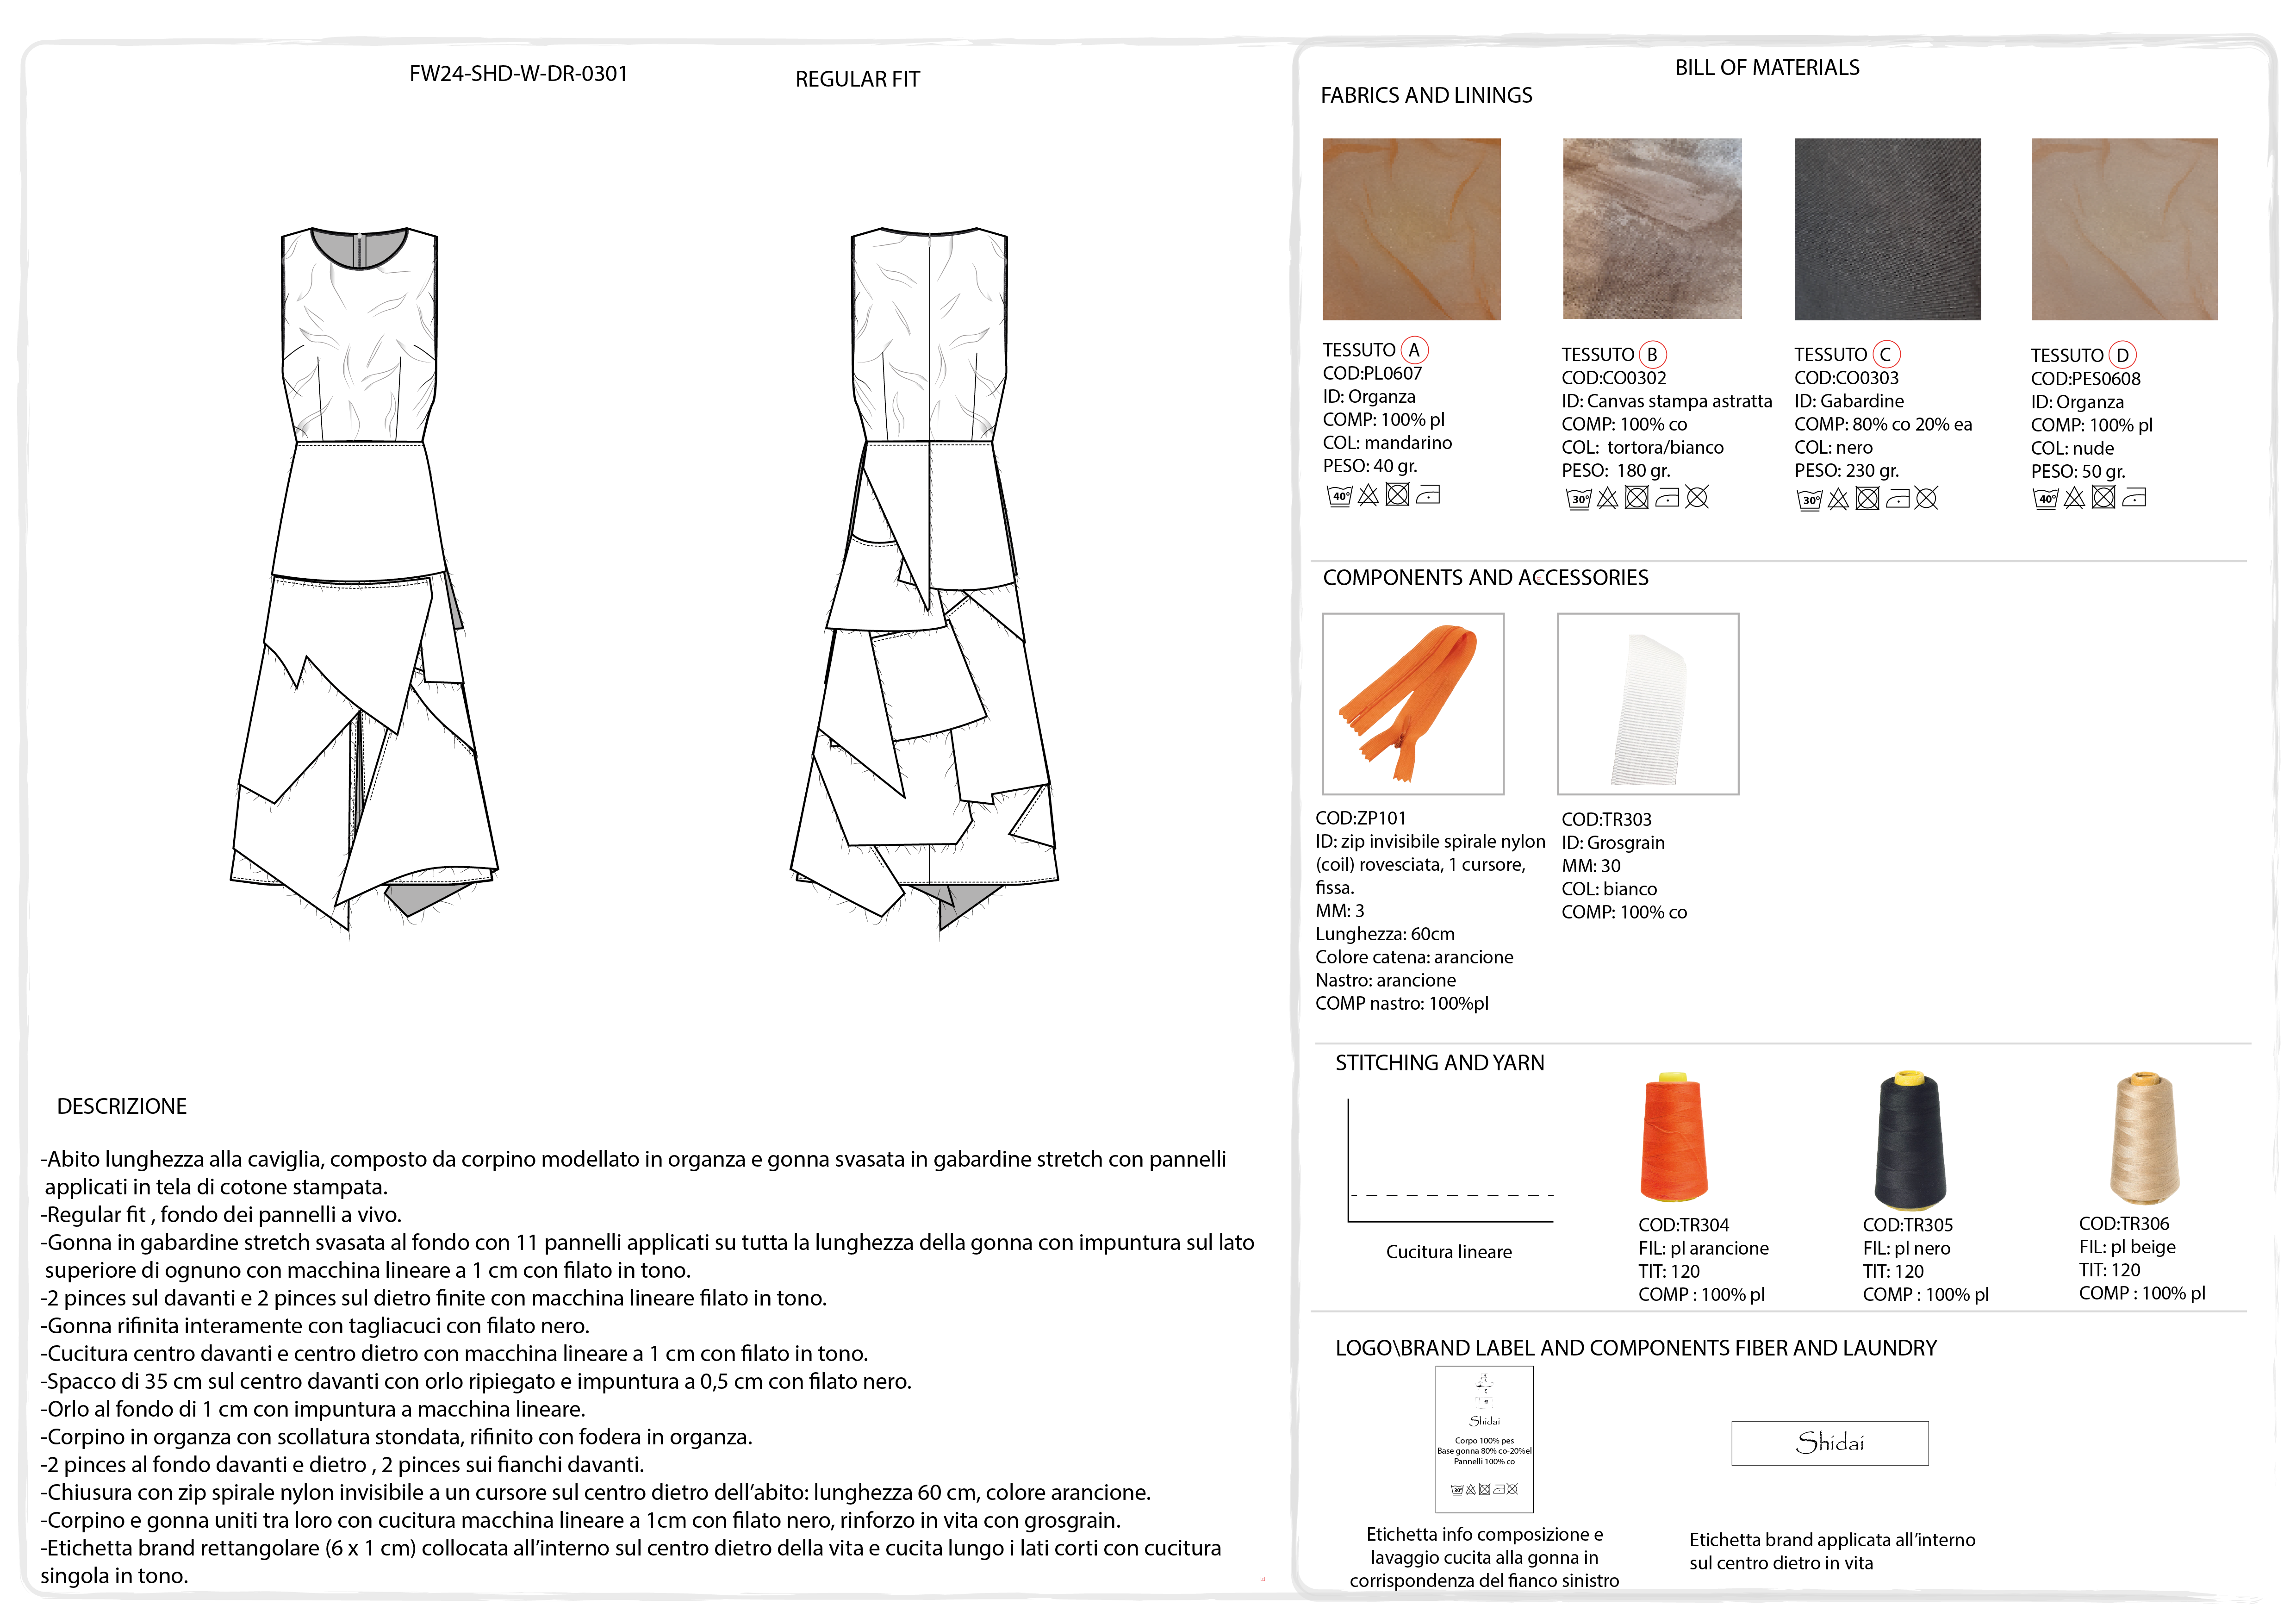 FW24-SHD-W-DR-0301
REGULAR FIT
DESCRIZIONE
-Abito lunghezza alla caviglia, composto da corpino modellato in organza e gonna svasata in gabardine stretch con pannelli
applicati in tela di cotone stampata.
-Regular fit , fondo dei pannelli a vivo.
-Gonna in gabardine stretch svasata al fondo con 11 pannelli applicati su tutta la lunghezza della gonna con impuntura sul lato
superiore di ognuno con macchina lineare a 1 cm con filato in tono.
-2 pinces sul davanti e 2 pinces sul dietro finite con macchina lineare filato in tono.
-Gonna rifinita interamente con tagliacuci con filato nero.
-Cucitura centro davanti e centro dietro con macchina lineare a 1 cm con filato in tono.
-Spacco di 35 cm sul centro davanti con orlo ripiegato e impuntura a 0,5 cm con filato nero.
-Orlo al fondo di 1 cm con impuntura a macchina lineare.
-Corpino in organza con scollatura stondata, rifinito con fodera in organza.
-2 pinces al fondo davanti e dietro , 2 pinces sui fianchi davanti.
-Chiusura con zip spirale nylon invisibile a un cursore sul centro dietro dell’abito: lunghezza 60 cm, colore arancione.
-Corpino e gonna uniti tra loro con cucitura macchina lineare a 1cm con filato nero, rinforzo in vita con grosgrain.
-Etichetta brand rettangolare (6 x 1 cm) collocata all’interno sul centro dietro della vita e cucita lungo i lati corti con cucitura
singola in tono.
BILL OF MATERIALS
FABRICS AND LININGS
TESSUTO A
COD:PL0607
ID: Organza
COMP: 100% pl
COL: mandarino
PESO: 40 gr.
40°
TESSUTO B
COD:CO0302
ID: Canvas stampa astratta
COMP: 100% co
COL: tortora/bianco
PESO: 180 gr.
30°
TESSUTO C
COD:CO0303
ID: Gabardine
COMP: 80% co 20% ea
COL: nero
PESO: 230 gr.
30°
TESSUTO D
COD:PES0608
ID: Organza
COMP: 100% pl
COL: nude
PESO: 50 gr.
40°
COMPONENTS AND ACCESSORIES
COD:ZP101
ID: zip invisibile spirale nylon
(coil) rovesciata, 1 cursore,
fissa.
MM: 3
Lunghezza: 60cm
Colore catena: arancione
Nastro: arancione
COMP nastro: 100%pl
COD:TR303
ID: Grosgrain
MM: 30
COL: bianco
COMP: 100% co
STITCHING AND YARN
Cucitura lineare
COD:TR304
FIL: pl arancione
TIT: 120
COMP : 100% pl
COD:TR305
FIL: pl nero
TIT: 120
COMP : 100% pl
COD:TR306
FIL: pl beige
TIT: 120
COMP : 100% pl
LOGO\BRAND LABEL AND COMPONENTS FIBER AND LAUNDRY
Shidai
Corpo 100% pes
Base gonna 80% co-20%el
Pannelli 100% co
30°
Etichetta info composizione e
lavaggio cucita alla gonna in
corrispondenza del fianco sinistro
Shidai
Etichetta brand applicata all’interno
sul centro dietro in vita